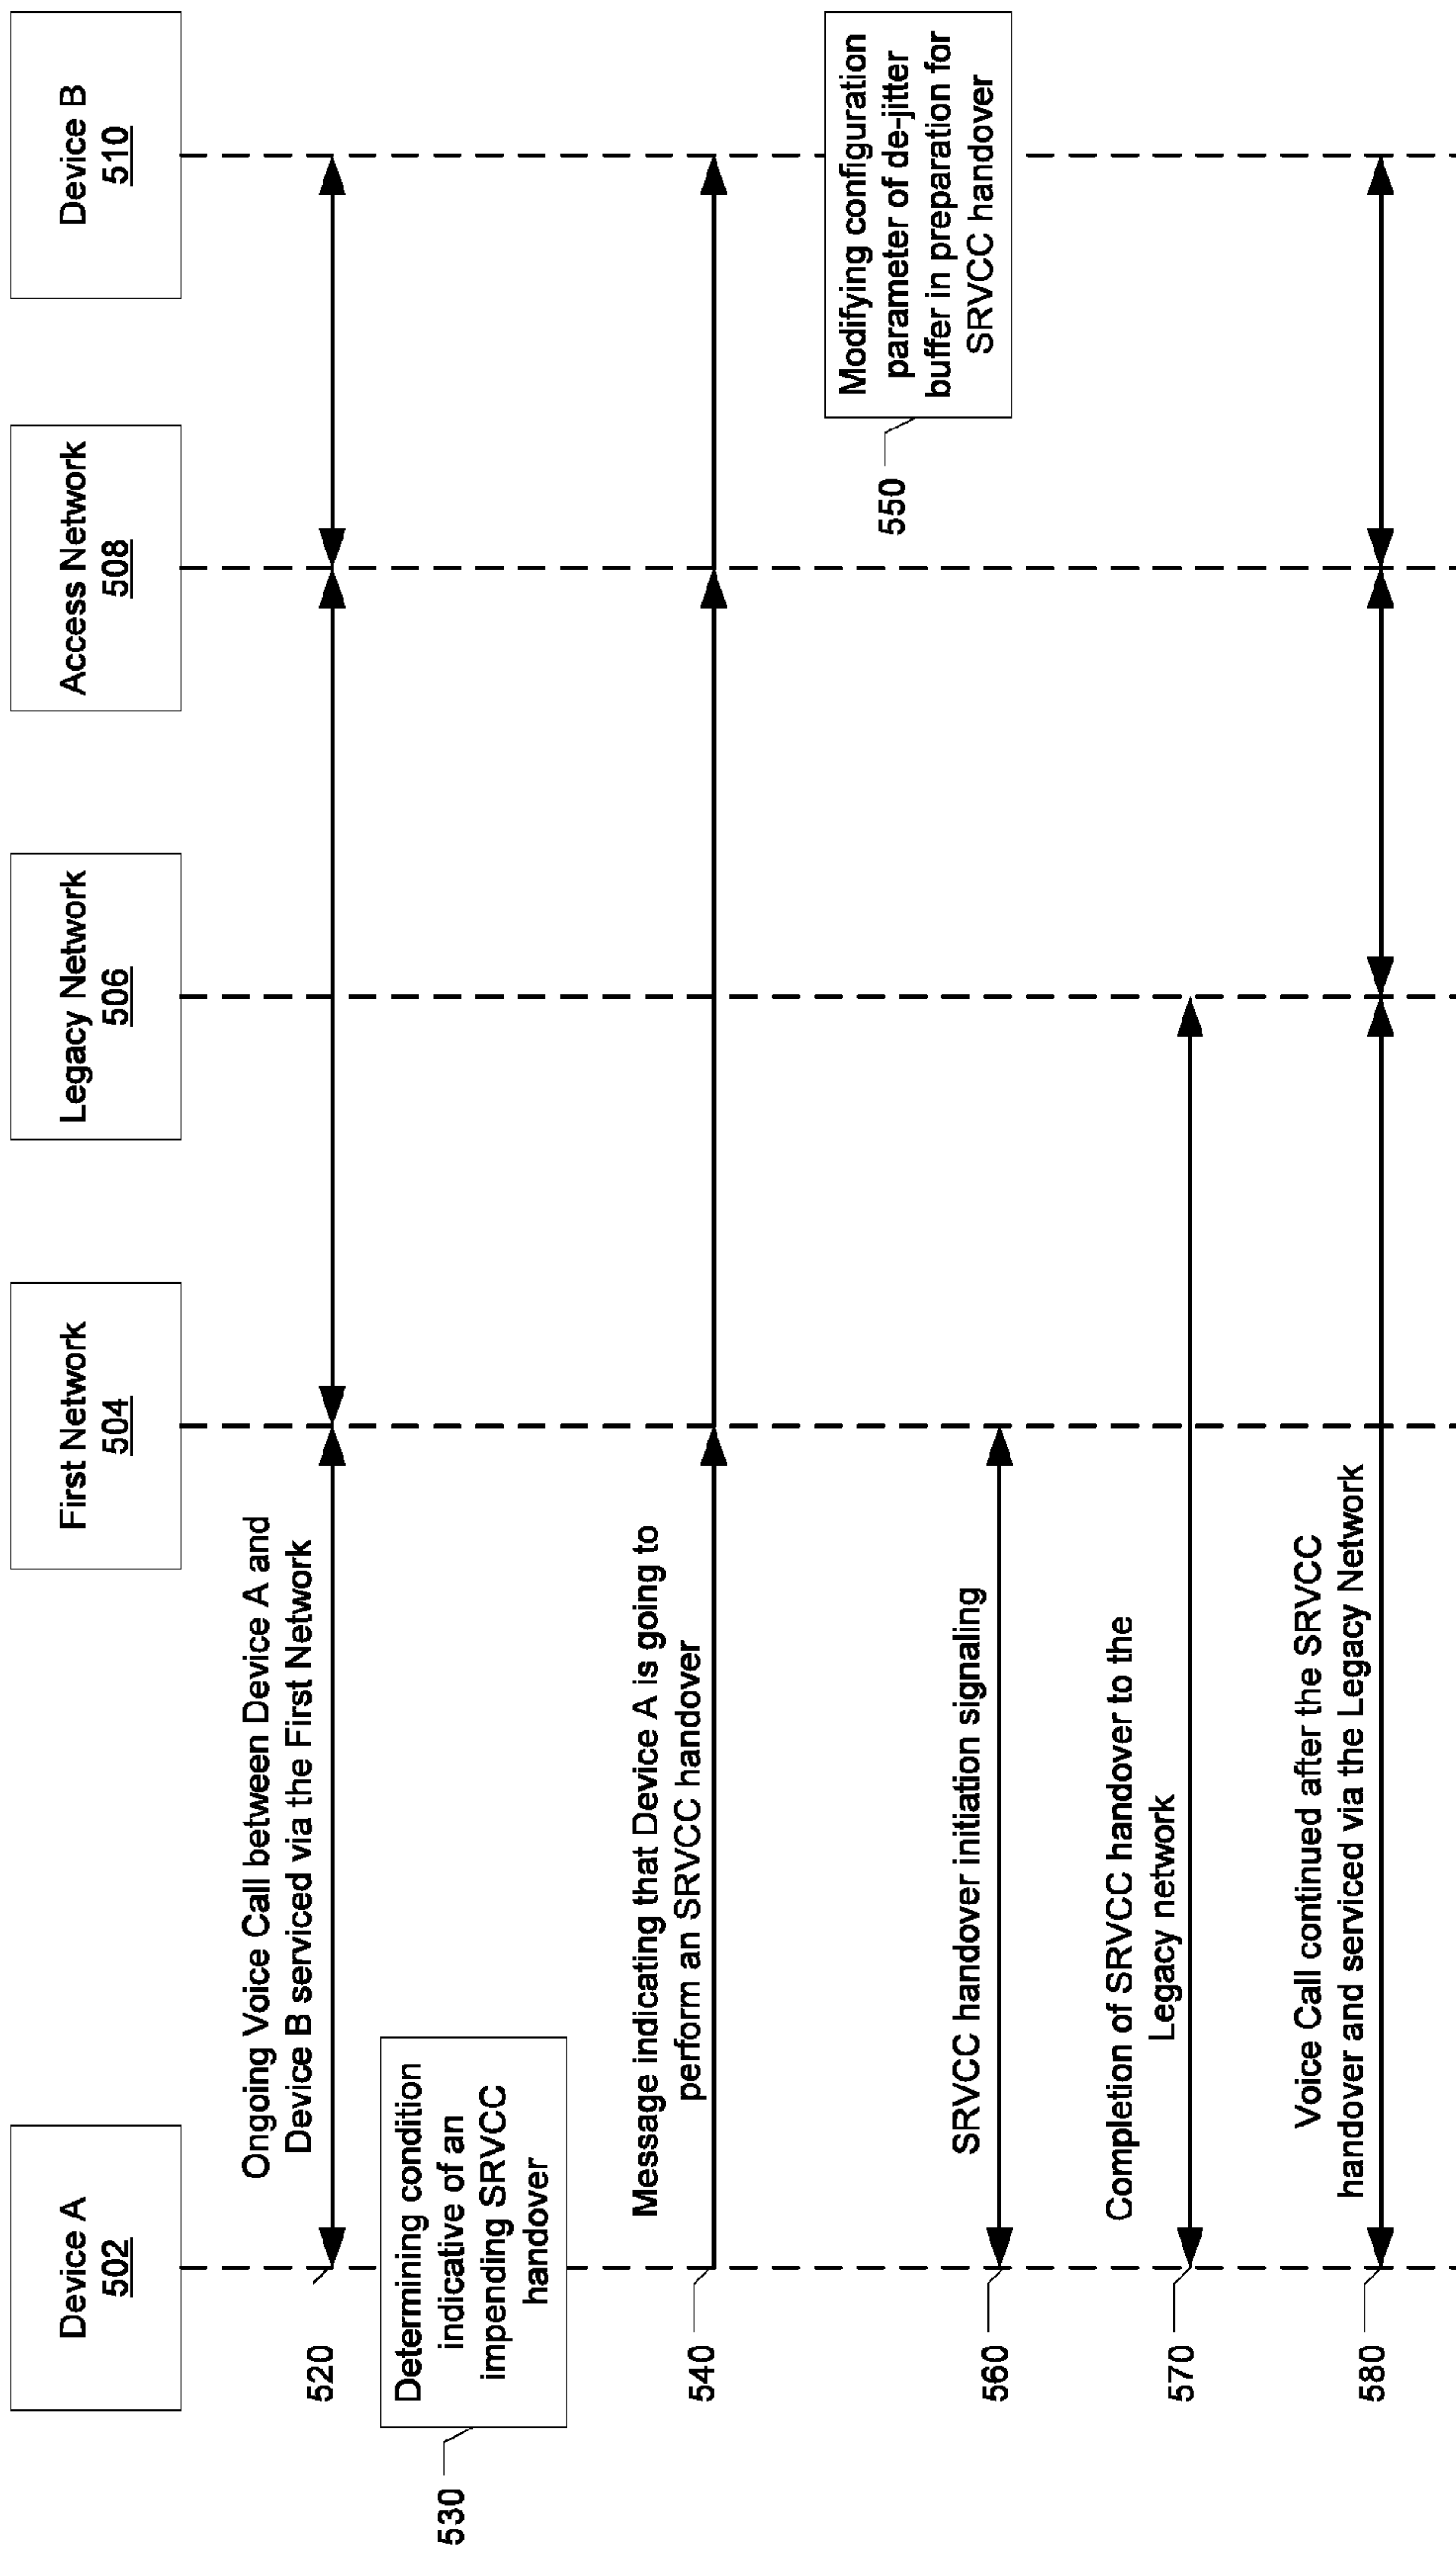 Device A
502
First Network
504
Legacy Network
506
Access Network
508
Device B
510
520
Ongoing Voice Call between Device A and
Device B serviced via the First Network
530
Determining condition
indicative of an
impending SRVCC
handover
540
Message indicating that Device A is going to
perform an SRVCC handover
550
Modifying configuration
parameter of de-jitter
buffer in preparation for
SRVCC handover
560
SRVCC handover initiation signaling
570
Completion of SRVCC handover to the
Legacy network
580
Voice Call continued after the SRVCC
handover and serviced via the Legacy Network